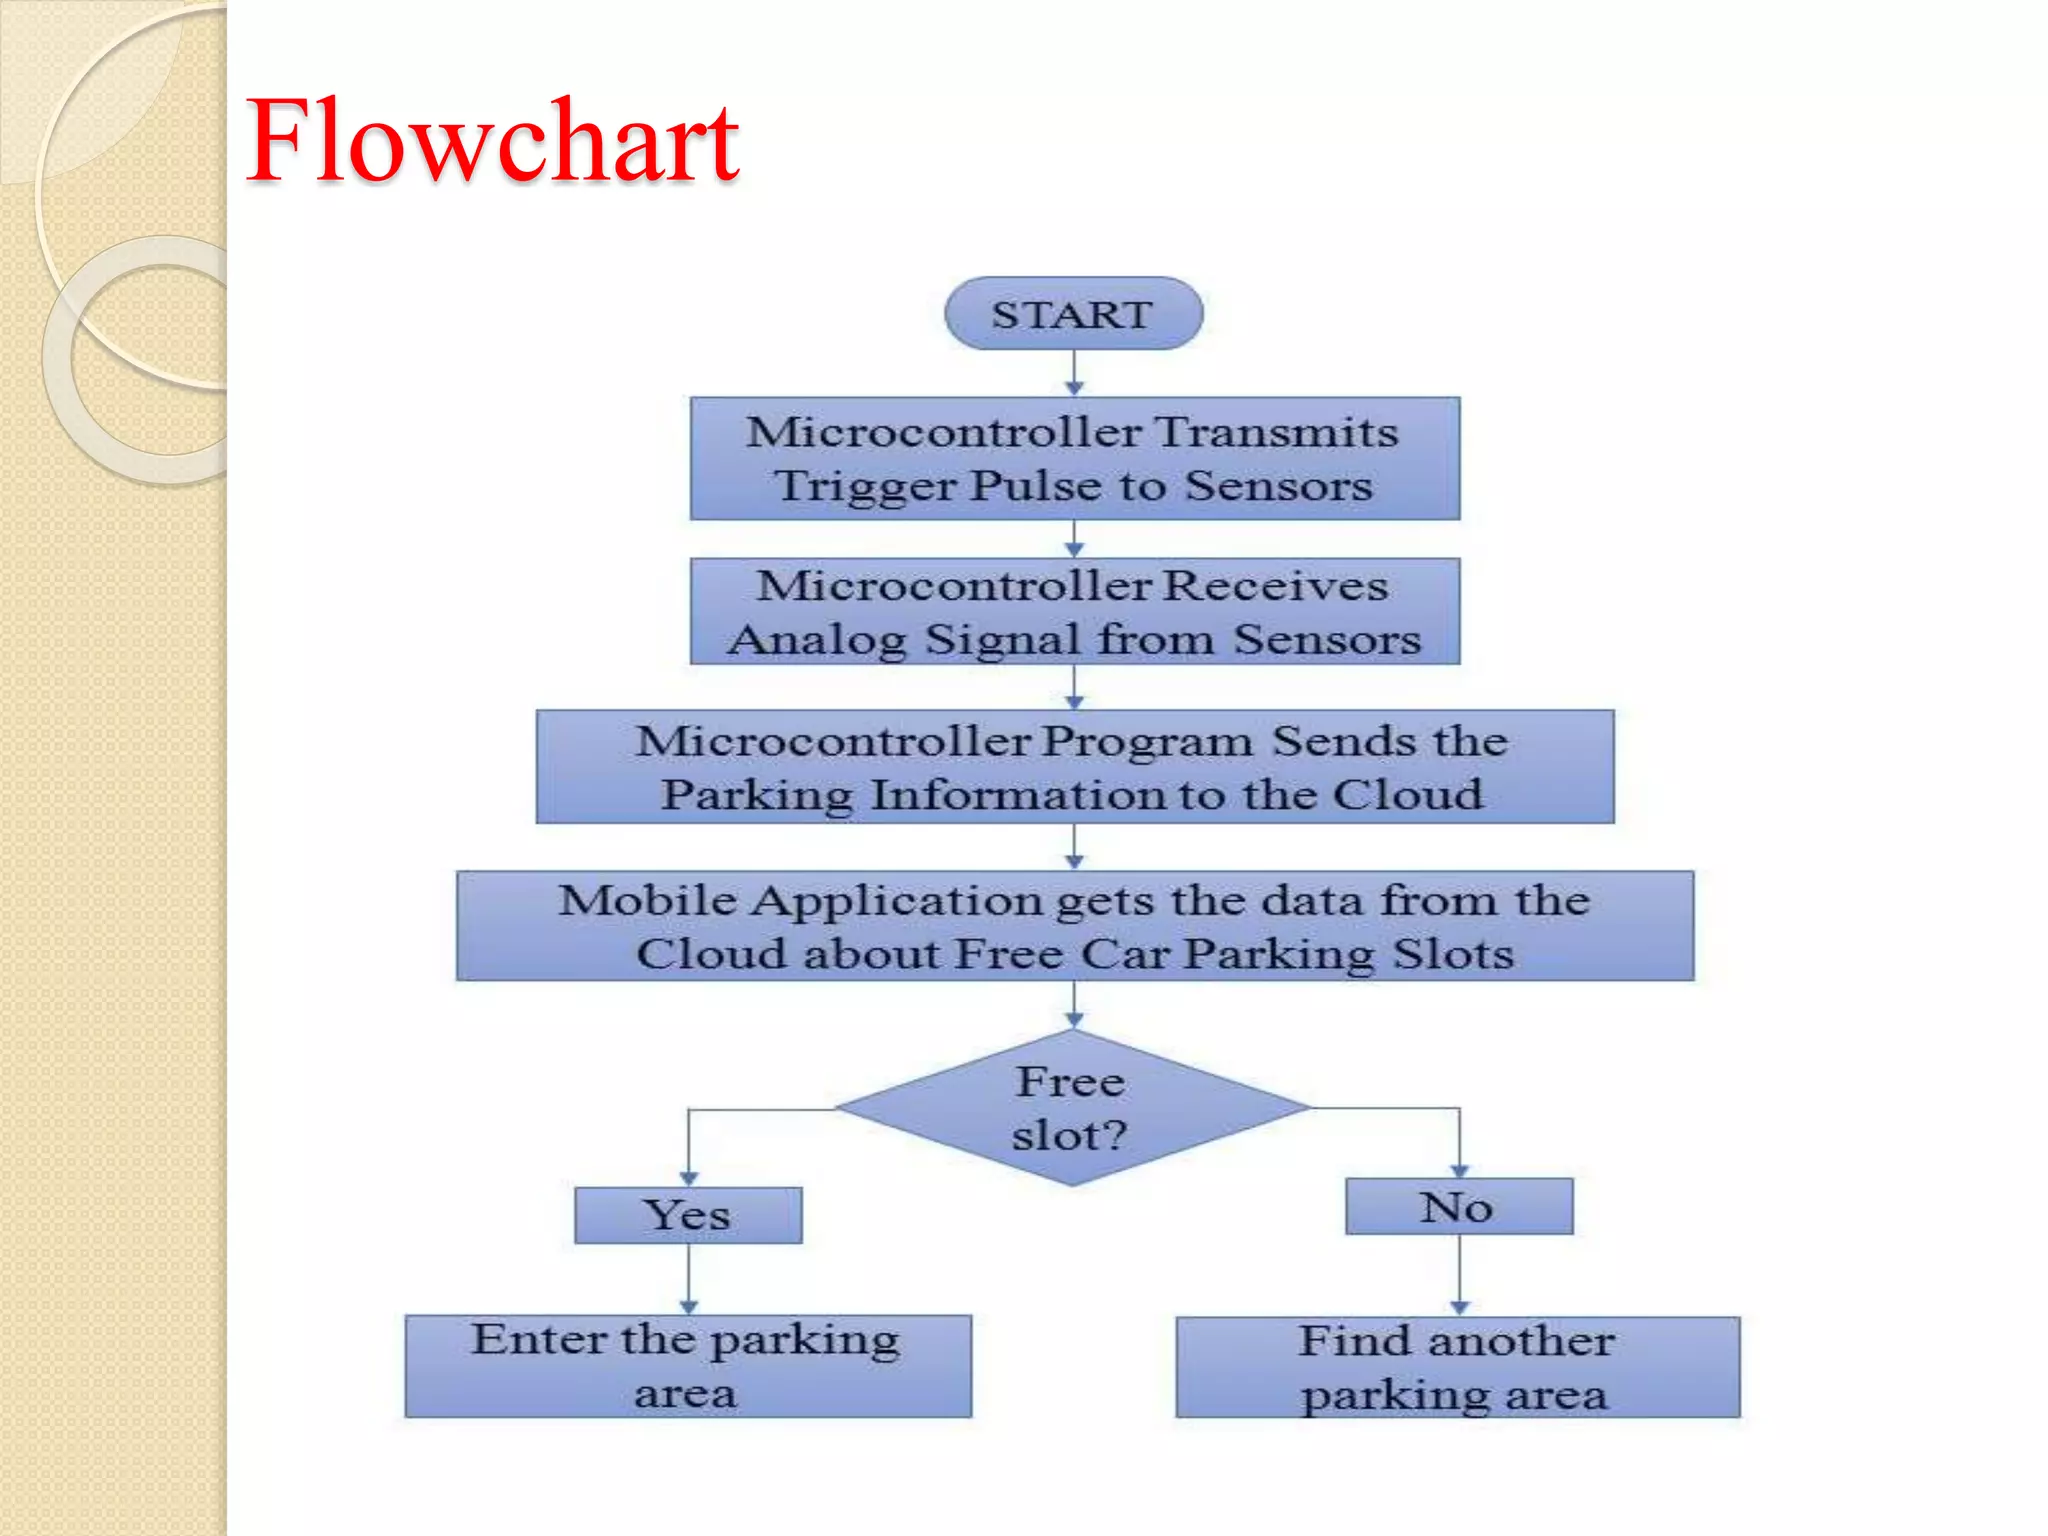 Flowchart
START
Microcontroller Transmits
Trigger Pulse to Sensors
Microcontroller Receives
Analog Signal from Sensors
Microcontroller Program Sends the
Parking Information to the Cloud
Mobile Application gets the data from the
Cloud about Free Car Parking Slots
Free
slot?
Yes
No
Enter the parking
area
Find another
parking area